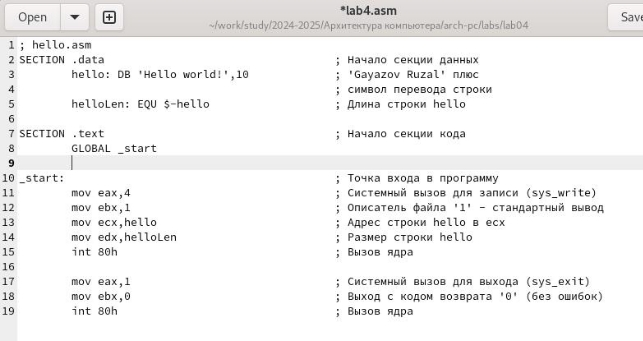 Open
*lab4.asm
~/work/study/2024-2025/Архитектура компьютера/arch-pc/labs/lab04
Save
1 ; hello.asm
2 SECTION .data ; Начало секции данных
3 hello: DB 'Hello world!',10 ; 'Gayazov Ruzal' плюс
4 ; символ перевода строки
5 helloLen: EQU $-hello ; Длина строки hello
6
7 SECTION .text ; Начало секции кода
8 GLOBAL _start
9
10 _start: ; Точка входа в программу
11 mov eax,4 ; Системный вызов для записи (sys_write)
12 mov ebx,1 ; Описатель файла '1' - стандартный вывод
13 mov ecx,hello ; Адрес строки hello в ecx
14 mov edx,helloLen ; Размер строки hello
15 int 80h ; Вызов ядра
16
17 mov eax,1 ; Системный вызов для выхода (sys_exit)
18 mov ebx,0 ; Выход с кодом возврата '0' (без ошибок)
19 int 80h ; Вызов ядра